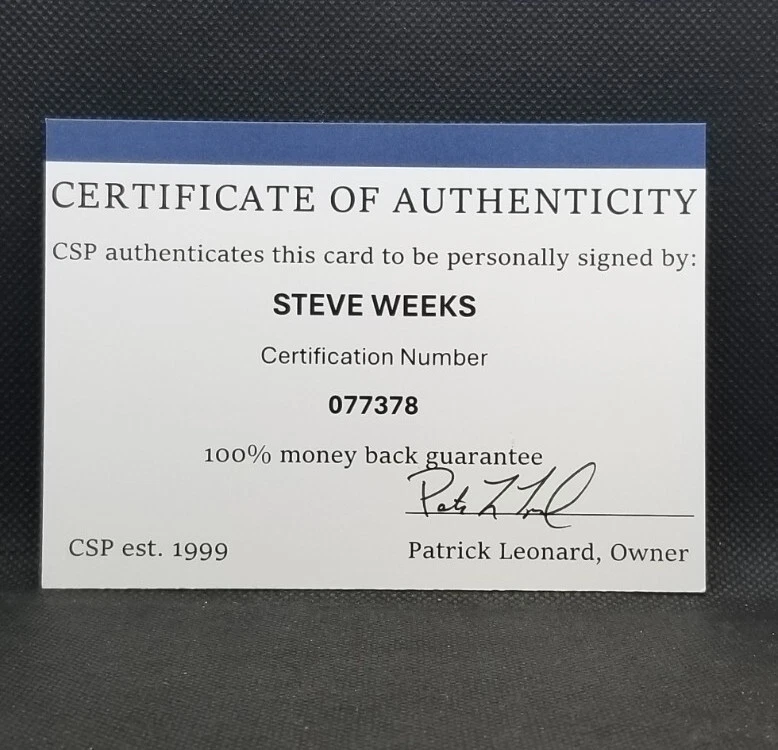 CERTIFICATE OF AUTHENTICITY
CSP authenticates this card to be personally signed by:
STEVE WEEKS
Certification Number
077378
100% money back guarantee
CSP est. 1999
Patrick Leonard, Owner